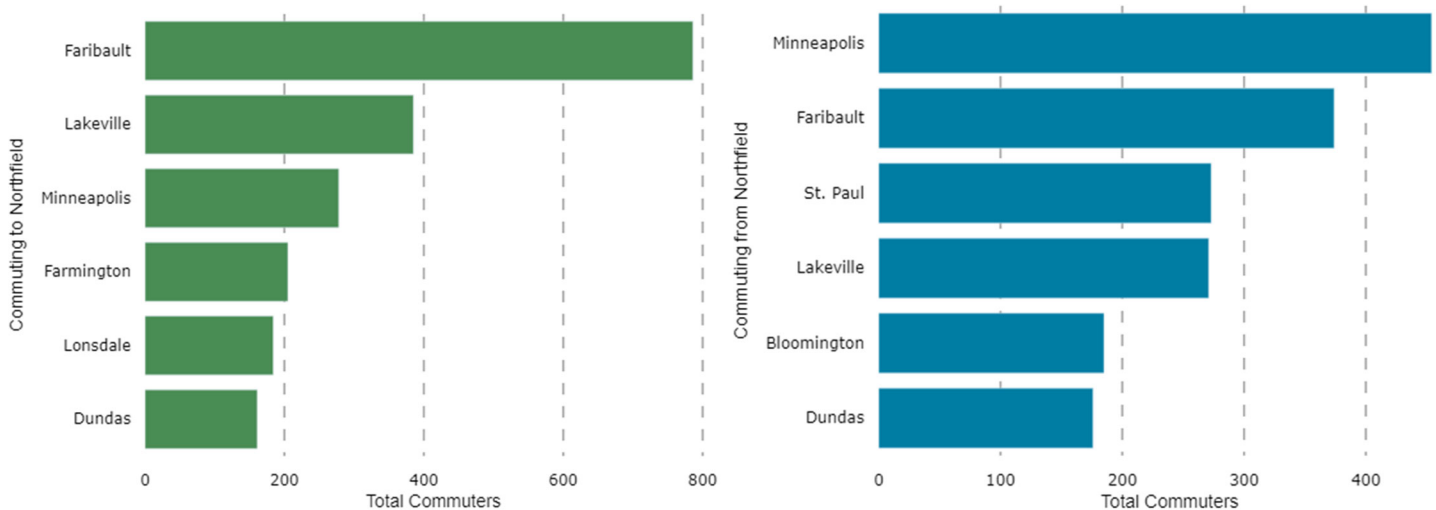 Commuting to Northfield
Faribault
Lakeville
Minneapolis
Farmington
Lonsdale
Dundas
0 200 400 600 800
Total Commuters
Commuting from Northfield
Minneapolis
Faribault
St. Paul
Lakeville
Bloomington
Dundas
0 100 200 300 400
Total Commuters